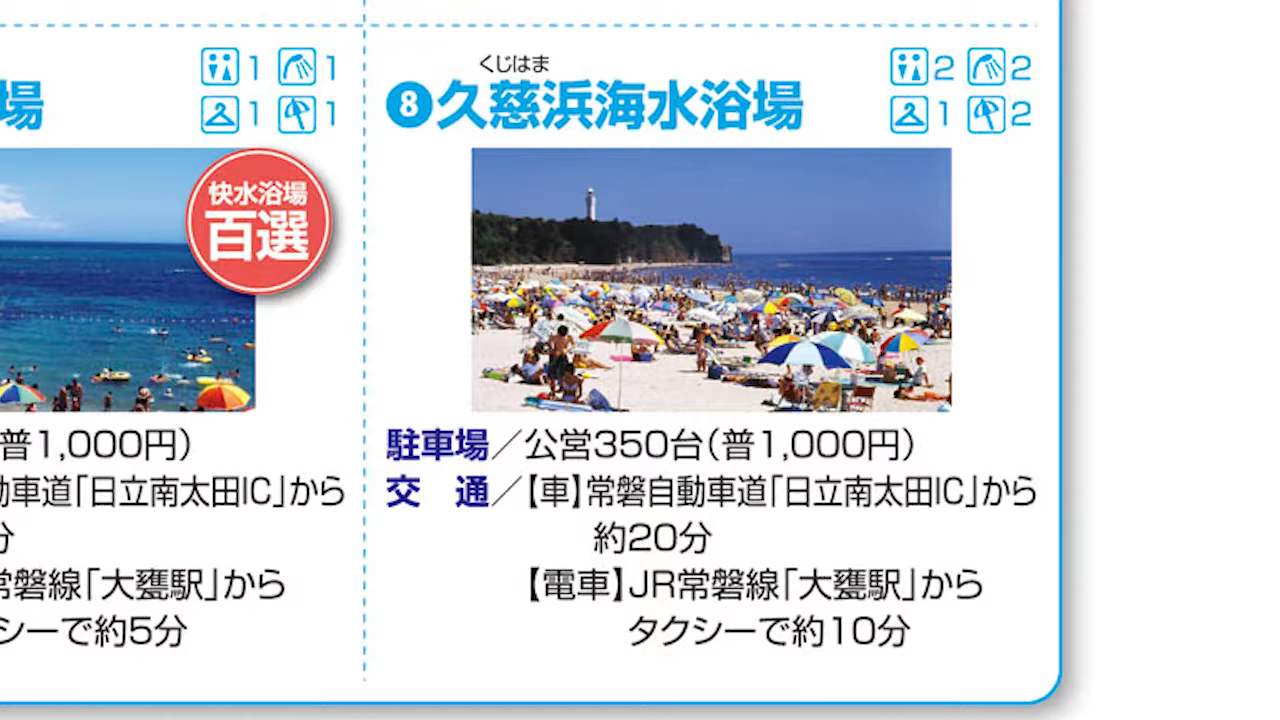 場
1 1
1 1
快水浴場
百選
(普1,000円)
動車道「日立南太田IC」から
分
常磐線「大甕駅」から
シーで約5分
くじはま
8久慈浜海水浴場
2 2
1 2
駐車場／公営350台(普1,000円)
交　通／【車】常磐自動車道「日立南太田IC」から
約20分
【電車】JR常磐線「大甕駅」から
タクシーで約10分